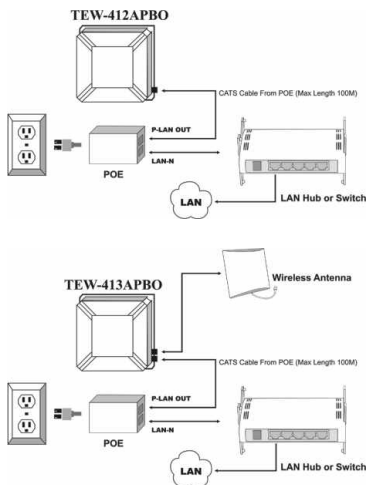 TEW-412APBO
CAT5 Cable From POE (Max Length 100M)
P-LAN OUT
LAN-N
POE
LAN
LAN Hub or Switch
TEW-413APBO
Wireless Antenna
CAT5 Cable From POE (Max Length 100M)
P-LAN OUT
LAN-N
POE
LAN
LAN Hub or Switch